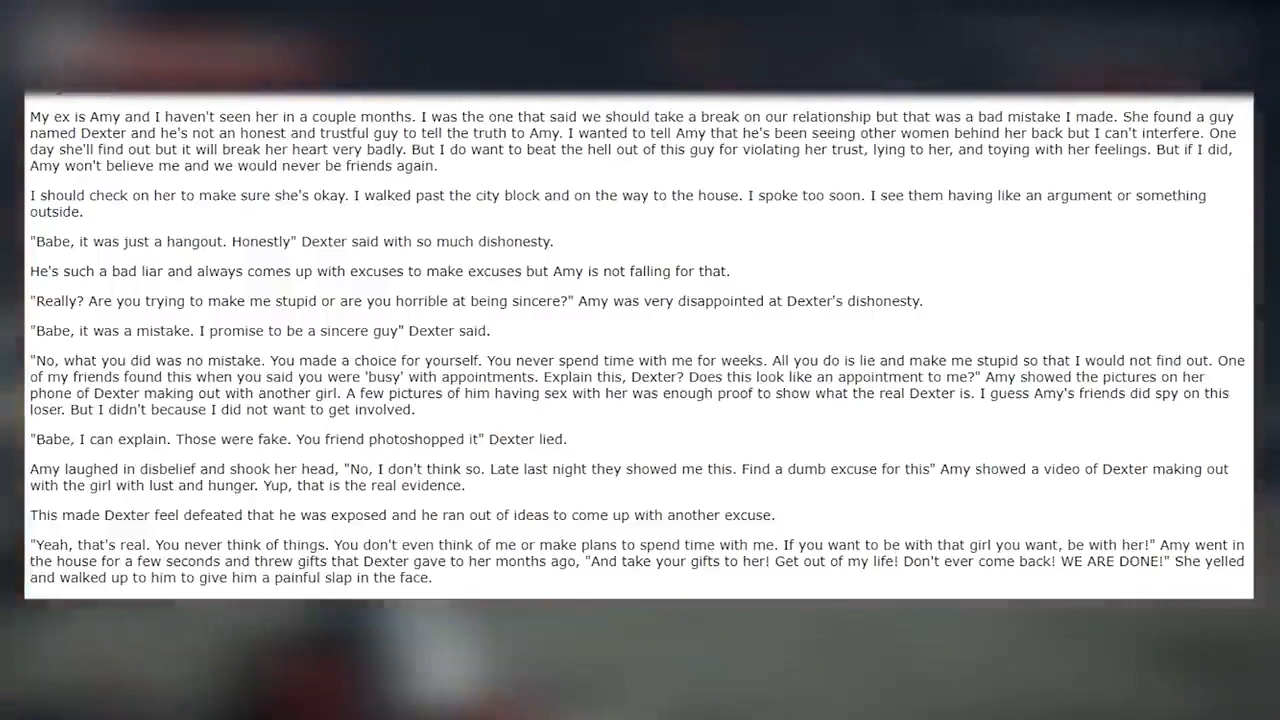 My ex is Amy and I haven't seen her in a couple months. I was the one that said we should take a break on our relationship but that was a bad mistake I made. She found a guy
named Dexter and he's not an honest and trustful guy to tell the truth to Amy. I wanted to tell Amy that he's been seeing other women behind her back but I can't interfere. One
day she'll find out but it will break her heart very badly. But I do want to beat the hell out of this guy for violating her trust, lying to her, and toying with her feelings. But if I did,
Amy won't believe me and we would never be friends again.
I should check on her to make sure she's okay. I walked past the city block and on the way to the house. I spoke too soon. I see them having like an argument or something
outside.
"Babe, it was just a hangout. Honestly" Dexter said with so much dishonesty.
He's such a bad liar and always comes up with excuses to make excuses but Amy is not falling for that.
"Really? Are you trying to make me stupid or are you horrible at being sincere?" Amy was very disappointed at Dexter's dishonesty.
"Babe, it was a mistake. I promise to be a sincere guy" Dexter said.
"No, what you did was no mistake. You made a choice for yourself. You never spend time with me for weeks. All you do is lie and make me stupid so that I would not find out. One
of my friends found this when you said you were 'busy' with appointments. Explain this, Dexter? Does this look like an appointment to me?" Amy showed the pictures on her
phone of Dexter making out with another girl. A few pictures of him having sex with her was enough proof to show what the real Dexter is. I guess Amy's friends did spy on this
loser. But I didn't because I did not want to get involved.
"Babe, I can explain. Those were fake. You friend photoshopped it" Dexter lied.
Amy laughed in disbelief and shook her head, "No, I don't think so. Late last night they showed me this. Find a dumb excuse for this" Amy showed a video of Dexter making out
with the girl with lust and hunger. Yup, that is the real evidence.
This made Dexter feel defeated that he was exposed and he ran out of ideas to come up with another excuse.
"Yeah, that's real. You never think of things. You don't even think of me or make plans to spend time with me. If you want to be with that girl you want, be with her!" Amy went in
the house for a few seconds and threw gifts that Dexter gave to her months ago, "And take your gifts to her! Get out of my life! Don't ever come back! WE ARE DONE!" She yelled
and walked up to him to give him a painful slap in the face.